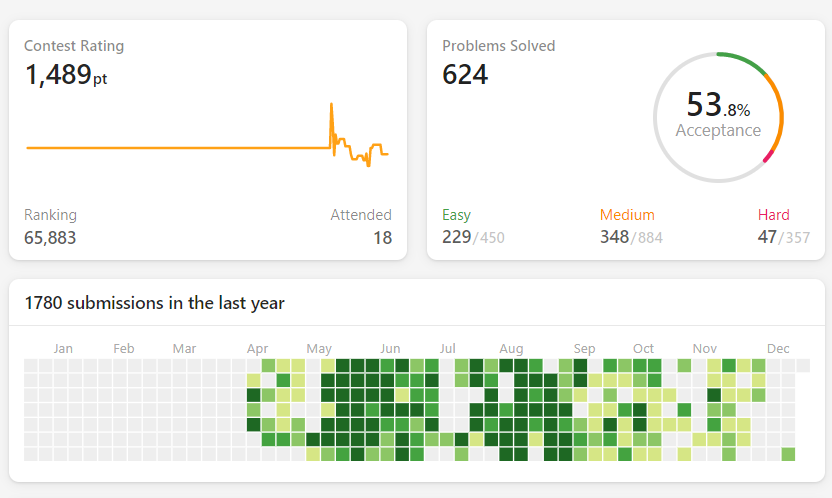 Contest Rating
1,489pt
Ranking Attended
65,883 18
Problems Solved
624
53.8%
Acceptance
Easy Medium Hard
229/450 348/884 47/357
1780 submissions in the last year
Jan Feb Mar Apr May Jun Jul Aug Sep Oct Nov Dec